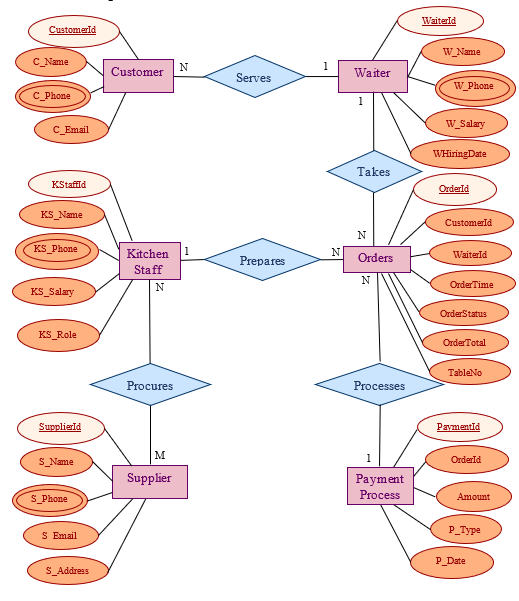 CustomerId
C_Name
C_Phone
C_Email
Customer
N
Serves
1
Waiter
WaiterId
W_Name
W_Phone
W_Salary
WHiringDate
1
Takes
N
KStaffId
KS_Name
KS_Phone
KS_Salary
KS_Role
Kitchen
Staff
1
N
Prepares
N
Orders
N
OrderId
CustomerId
WaiterId
OrderTime
OrderStatus
OrderTotal
TableNo
Procures
M
Processes
1
SupplierId
S_Name
S_Phone
S_Email
S_Address
Supplier
Payment
Process
PaymentId
OrderId
Amount
P_Type
P_Date